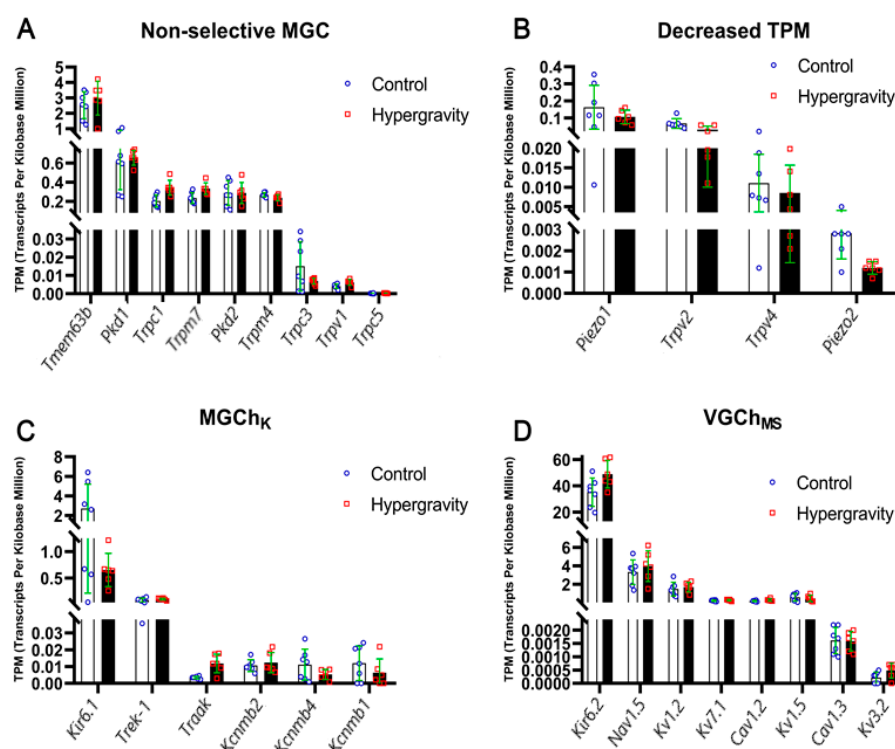 A
Non-selective MGC
TPM (Transcripts Per Kilobase Million)
5
4
3
2
1
0.6
0.4
0.2
0.03
0.02
0.01
0.00
Control
Hypergravity
Tmem63b
Pkd1
Trpc1
Trpm7
Pkd2
Trpm4
Trpc3
Trpv1
Trpc5
B
Decreased TPM
TPM (Transcripts Per Kilobase Million)
0.4
0.3
0.2
0.1
0.020
0.015
0.010
0.005
0.003
0.002
0.001
0.000
Control
Hypergravity
Piezo1
Trpv2
Trpv4
Piezo2
C
MGChK
TPM (Transcripts Per Kilobase Million)
8
6
4
2
1.0
0.5
0.03
0.02
0.01
0.00
Control
Hypergravity
Kir6.1
Trek-1
Traak
Kcnmb2
Kcnmb4
Kcnmb1
D
VGChMS
TPM (Transcripts Per Kilobase Million)
60
40
20
6
4
2
0.0020
0.0015
0.0010
0.0005
0.0000
Control
Hypergravity
Kir6.2
Nav1.5
Kv1.2
Kv7.1
Cav1.2
Kv1.5
Cav1.3
Kv3.2